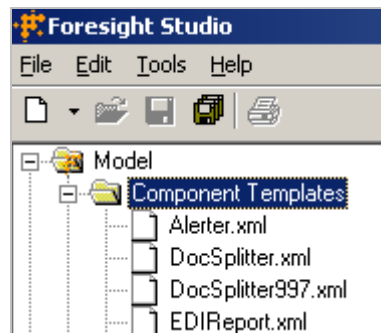 Foresight Studio
File Edit Tools Help
Model
Component Templates
Alerter.xml
DocSplitter.xml
DocSplitter997.xml
EDIReport.xml